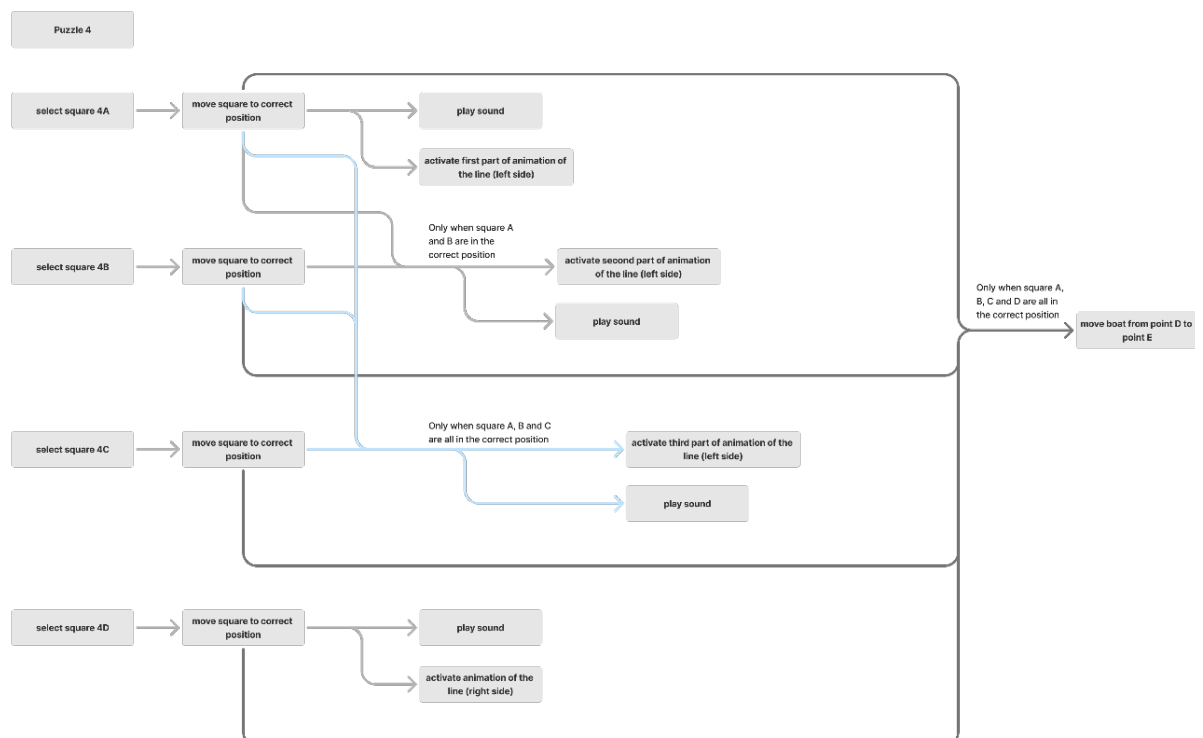 Puzzle 4
select square 4A
move square to correct
position
play sound
activate first part of animation of
the line (left side)
Only when square A
and B are in the
correct position
select square 4B
move square to correct
position
activate second part of animation
of the line (left side)
play sound
Only when square A,
B, C and D are all in
the correct position
move boat from point D to
point E
Only when square A, B and C
are all in the correct position
select square 4C
move square to correct
position
activate third part of animation of the
line (left side)
play sound
select square 4D
move square to correct
position
play sound
activate animation of the
line (right side)